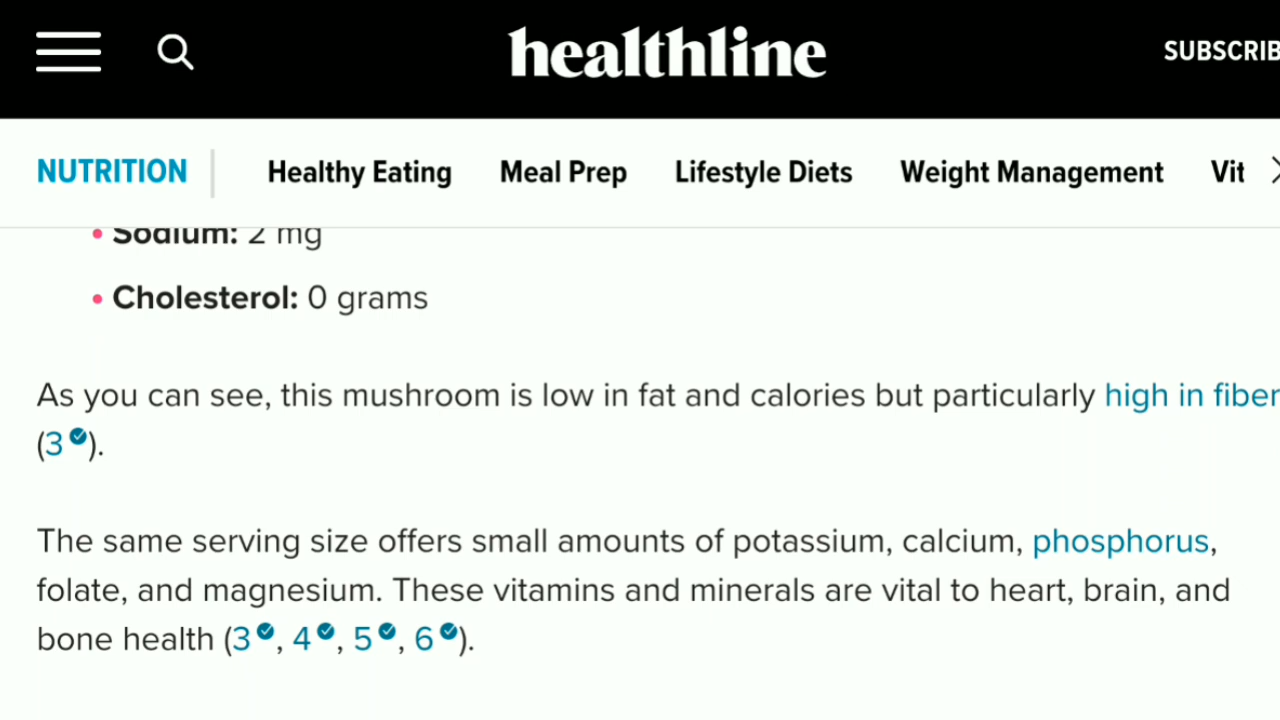 healthline
SUBSCRIB
NUTRITION
Healthy Eating
Meal Prep
Lifestyle Diets
Weight Management
Vit
• Sodium: 2 mg
• Cholesterol: 0 grams
As you can see, this mushroom is low in fat and calories but particularly high in fiber
(3).
The same serving size offers small amounts of potassium, calcium, phosphorus,
folate, and magnesium. These vitamins and minerals are vital to heart, brain, and
bone health (3, 4, 5, 6).